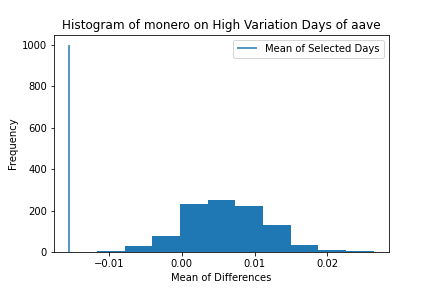 Histogram of monero on High Variation Days of aave
Mean of Selected Days
1000
800
600
400
200
0
Frequency
−0.01 0.00 0.01 0.02
Mean of Differences